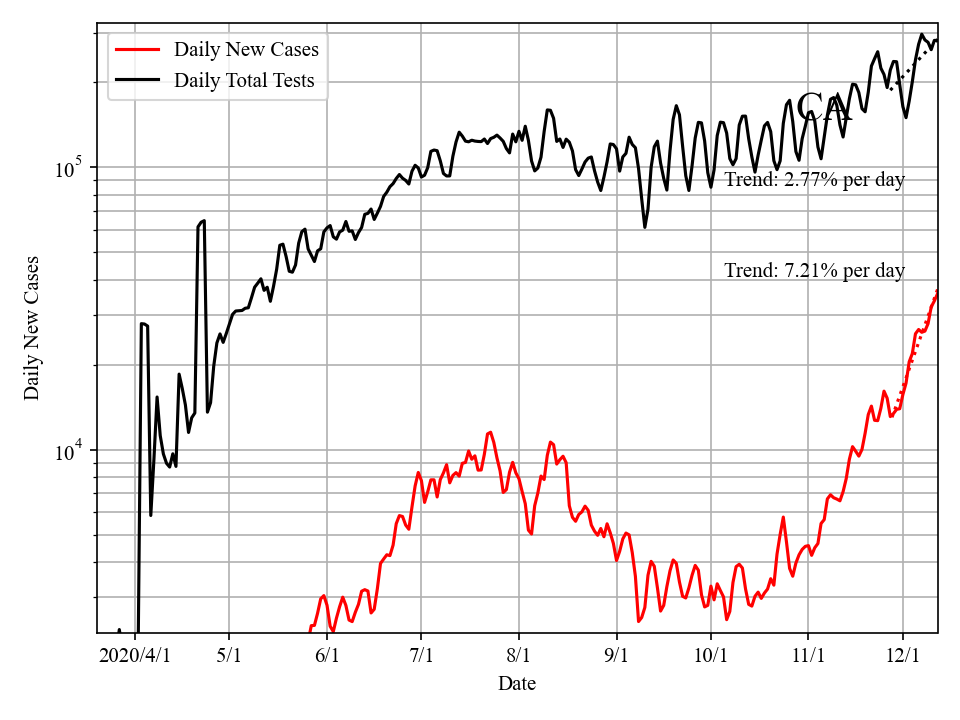 Daily New Cases
Daily Total Tests
CA
10^5
Trend: 2.77% per day
Trend: 7.21% per day
Daily New Cases
10^4
2020/4/1 5/1 6/1 7/1 8/1 9/1 10/1 11/1 12/1
Date